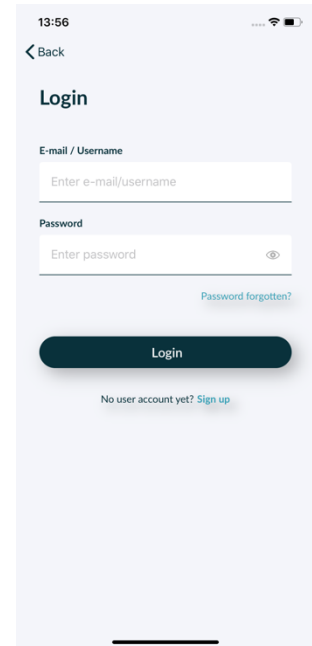 13:56
Back
Login
E-mail / Username
Enter e-mail/username
Password
Enter password
Password forgotten?
Login
No user account yet? Sign up